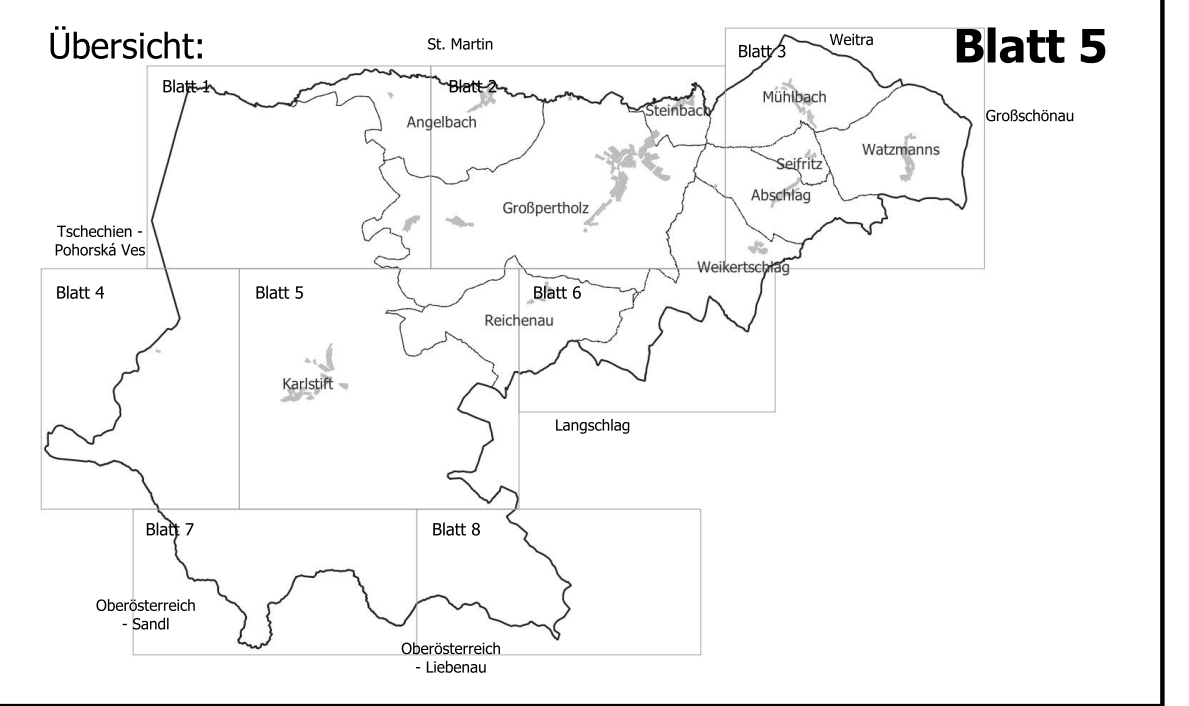 Übersicht:
St. Martin
Weitra
Blatt 5
Blatt 3
Blatt 1
Blatt 2
Mühlbach
Steinbach
Großschönau
Angelbach
Watzmanns
Seifritz
Abschlag
Großpertholz
Tschechien -
Pohorská Ves
Weikertschlag
Blatt 4
Blatt 5
Blatt 6
Reichenau
Karlstift
Langschlag
Blatt 7
Blatt 8
Oberösterreich
- Sandl
Oberösterreich
- Liebenau